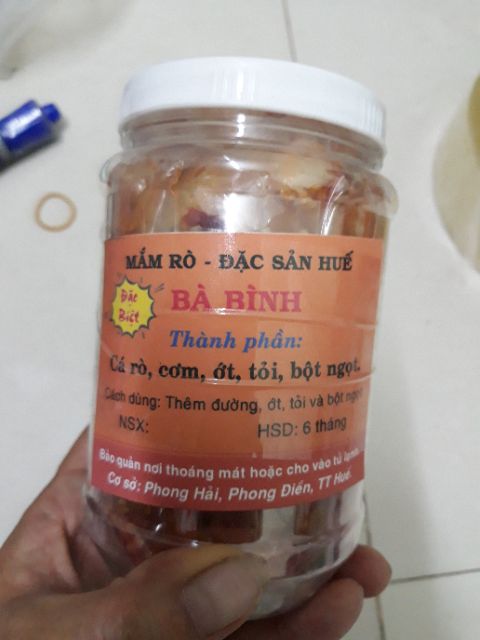 MẮM RÒ - ĐẶC SẢN HUẾ
Đặc Biệt
BÀ BÌNH
Thành phần:
Cá rò, cơm, ớt, tỏi, bột ngọt.
Cách dùng: Thêm đường, ớt, tỏi và bột ngọt
NSX: HSD: 6 tháng
Bảo quản nơi thoáng mát hoặc cho vào tủ lạnh.
Cơ sở: Phong Hải, Phong Điền, TT Huế.